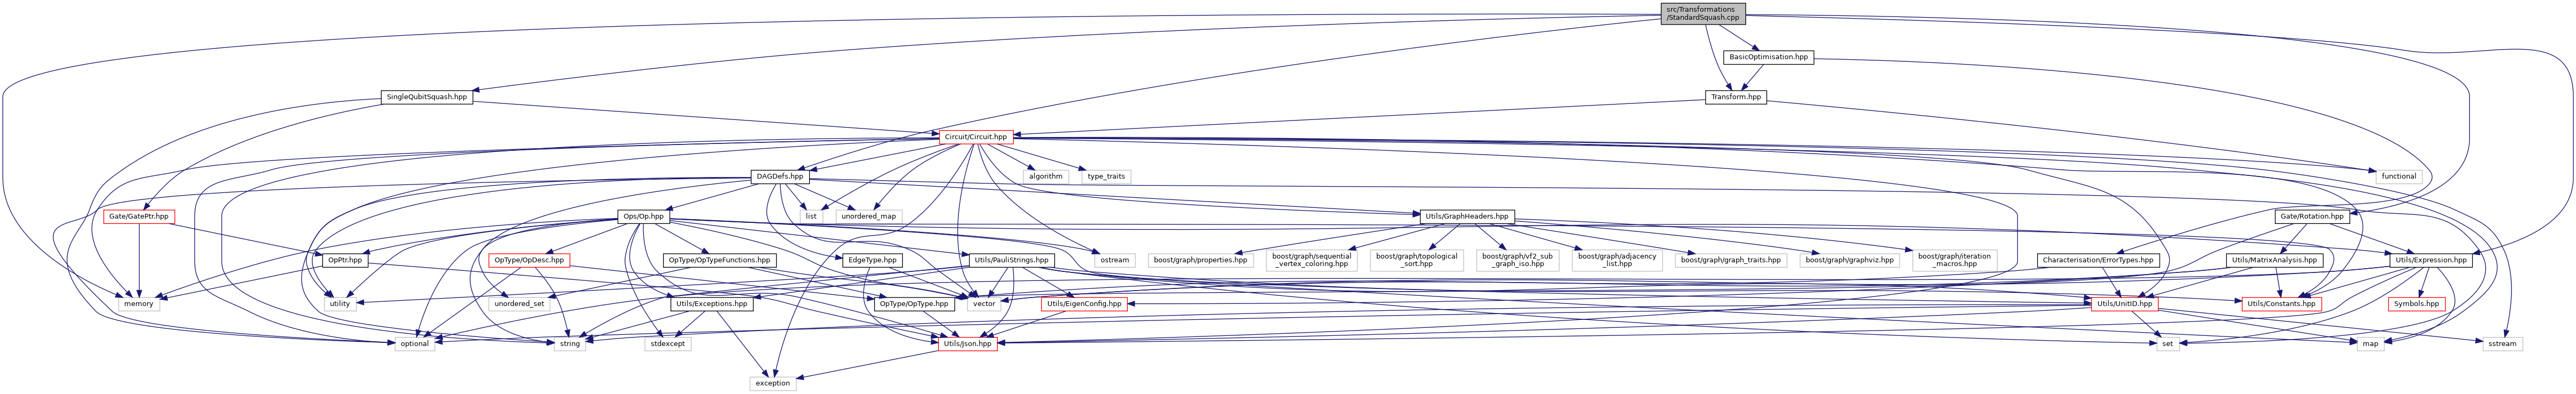 src/Transformations
/StandardSquash.cpp
BasicOptimisation.hpp
SingleQubitSquash.hpp
Transform.hpp
Circuit/Circuit.hpp
DAGDefs.hpp
algorithm
type_traits
functional
Gate/GatePtr.hpp
Ops/Op.hpp
list
unordered_map
Utils/GraphHeaders.hpp
Gate/Rotation.hpp
OpPtr.hpp
OpType/OpDesc.hpp
OpType/OpTypeFunctions.hpp
EdgeType.hpp
Utils/PauliStrings.hpp
ostream
boost/graph/properties.hpp
boost/graph/sequential
_vertex_coloring.hpp
boost/graph/topological
_sort.hpp
boost/graph/vf2_sub
_graph_iso.hpp
boost/graph/adjacency
_list.hpp
boost/graph/graph_traits.hpp
boost/graph/graphviz.hpp
boost/graph/iteration
_macros.hpp
Characterisation/ErrorTypes.hpp
Utils/MatrixAnalysis.hpp
Utils/Expression.hpp
memory
utility
unordered_set
Utils/Exceptions.hpp
OpType/OpType.hpp
vector
Utils/EigenConfig.hpp
Utils/UnitID.hpp
Utils/Constants.hpp
Symbols.hpp
optional
string
stdexcept
Utils/Json.hpp
set
map
sstream
exception